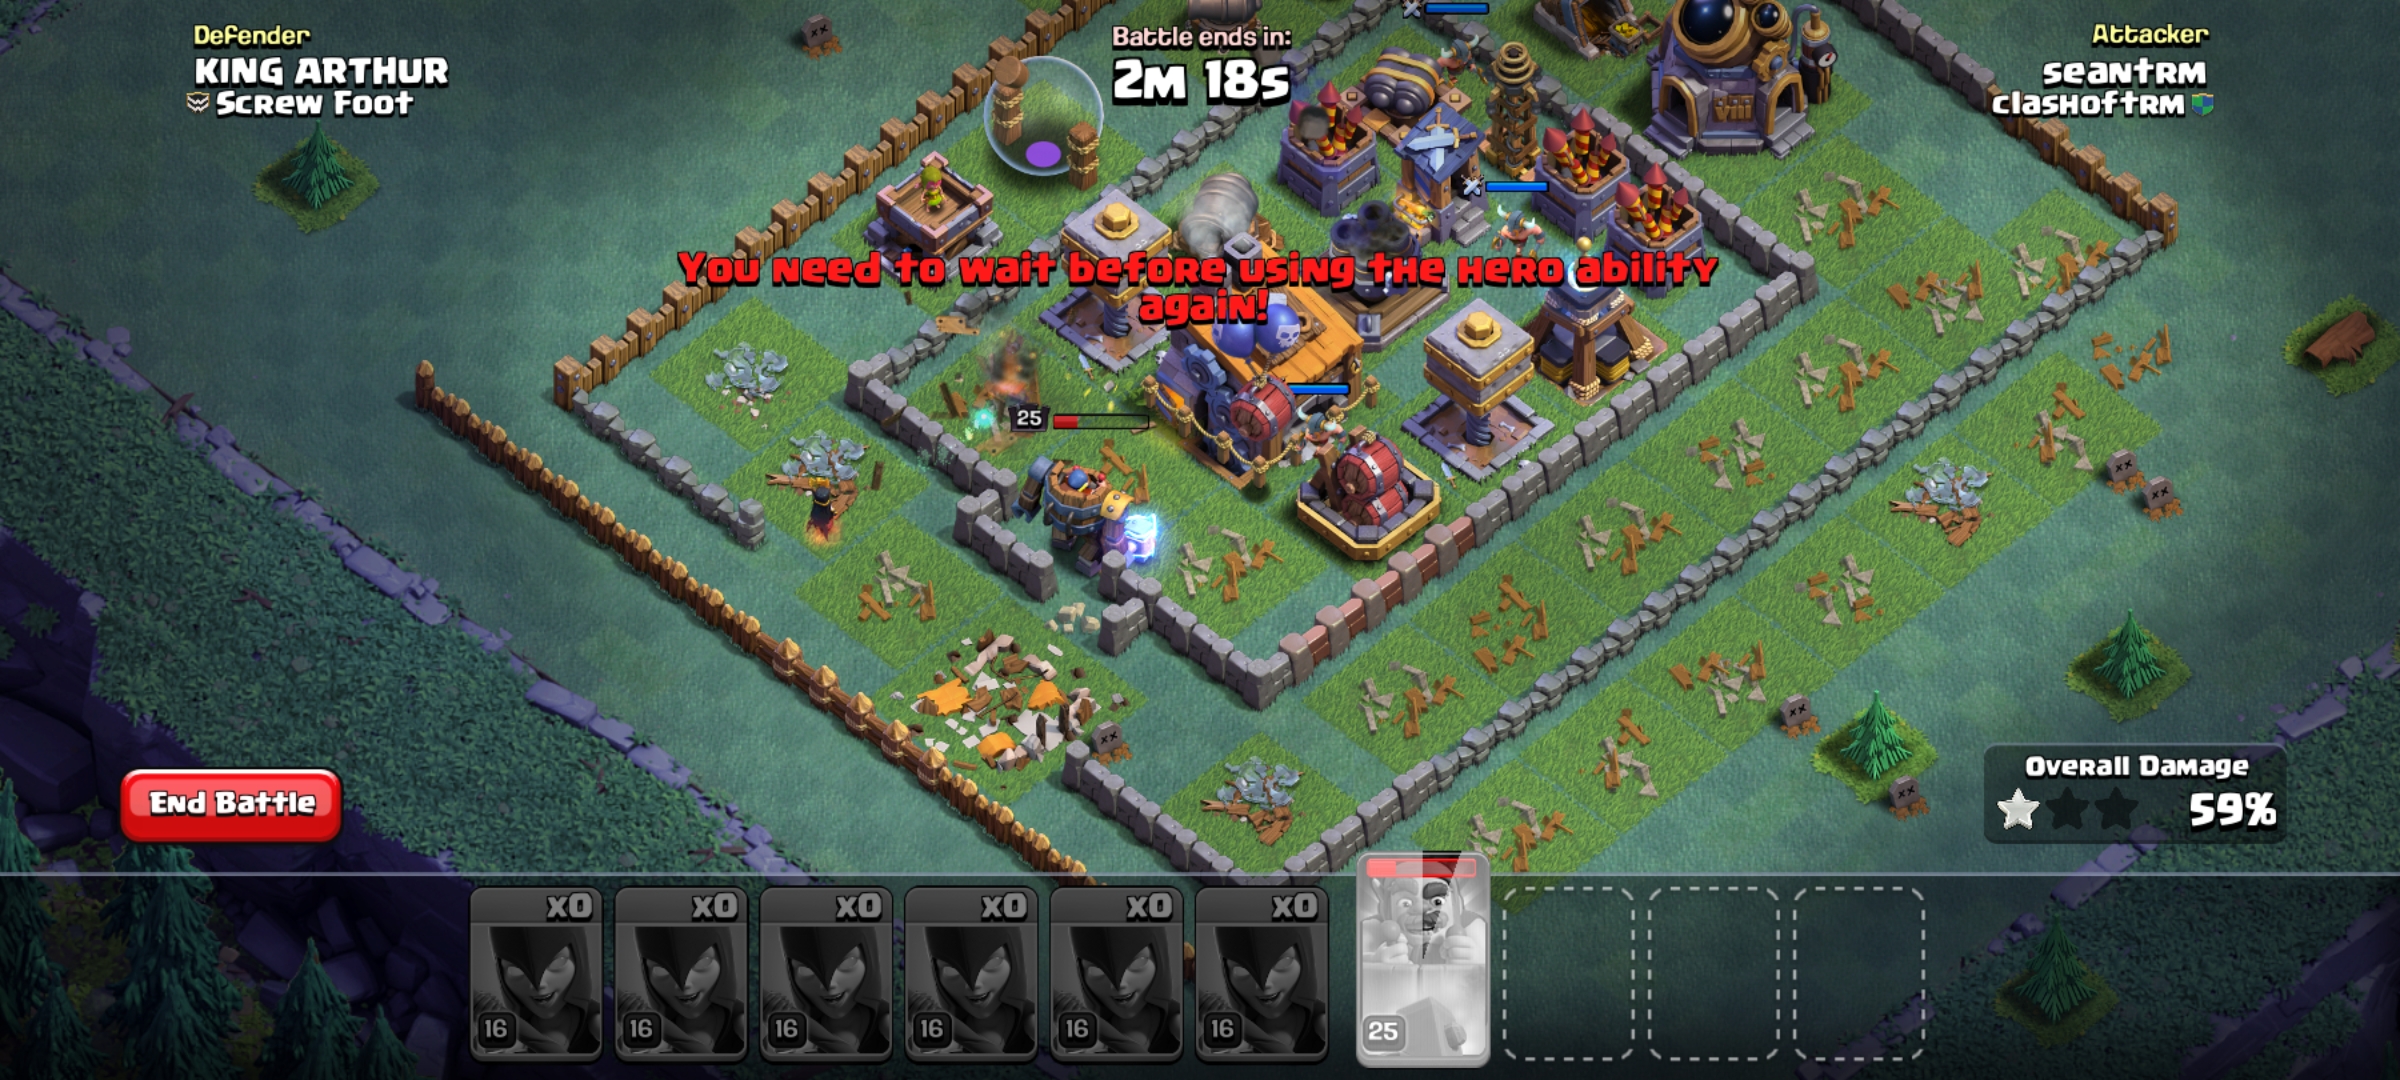 Defender
KING ARTHUR
Screw Foot
Battle ends in:
2M 18s
Attacker
seantrm
clashoftrm
VIII
You need to wait before using the Hero ability
again!
25
End Battle
Overall Damage
59%
x0
x0
x0
x0
x0
x0
16
16
16
16
16
16
25